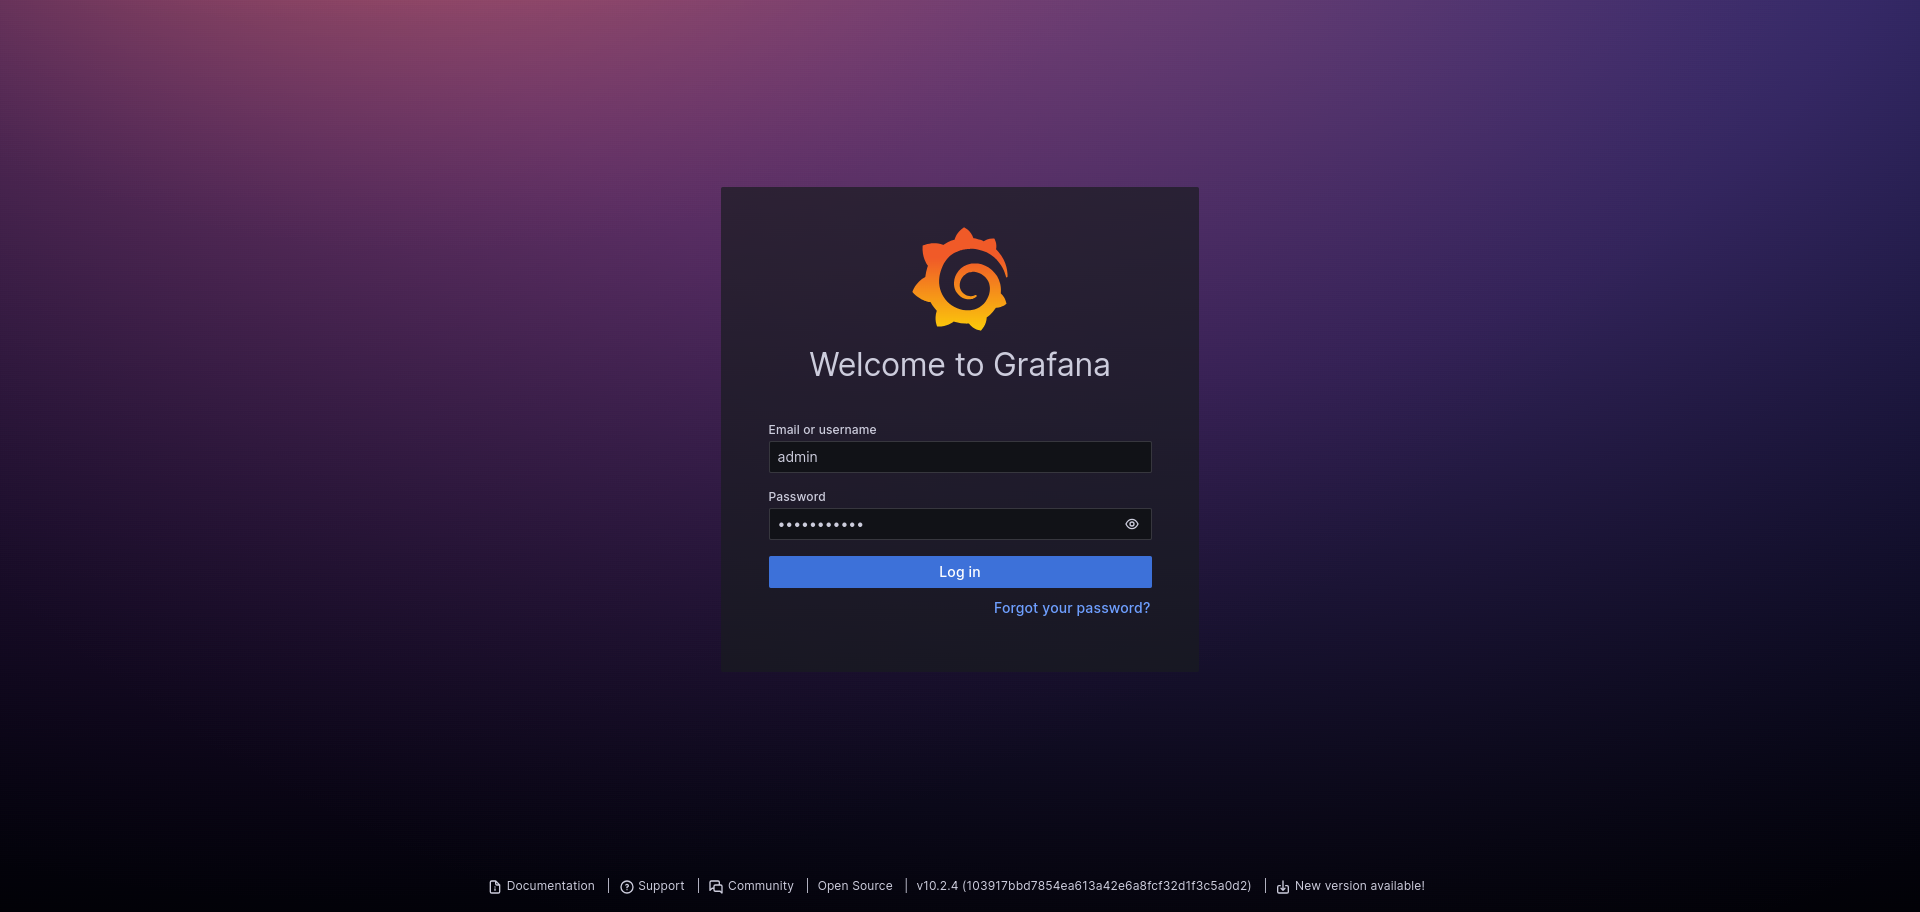 Welcome to Grafana
Email or username
admin
Password
•••••••••••
Log in
Forgot your password?
Documentation | Support | Community | Open Source | v10.2.4 (103917bbd7854ea613a42e6a8fcf32d1f3c5a0d2) | New version available!